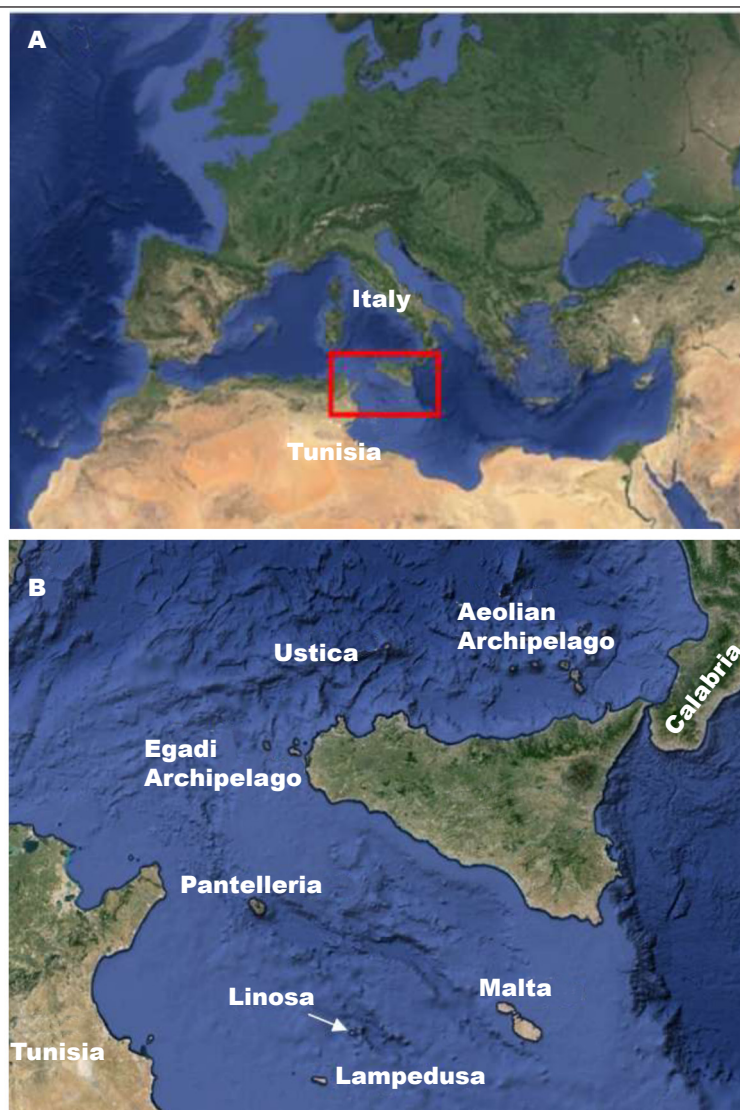 A
Italy
Tunisia
B
Aeolian
Archipelago
Ustica
Calabria
Egadi
Archipelago
Pantelleria
Linosa
Malta
Tunisia
Lampedusa